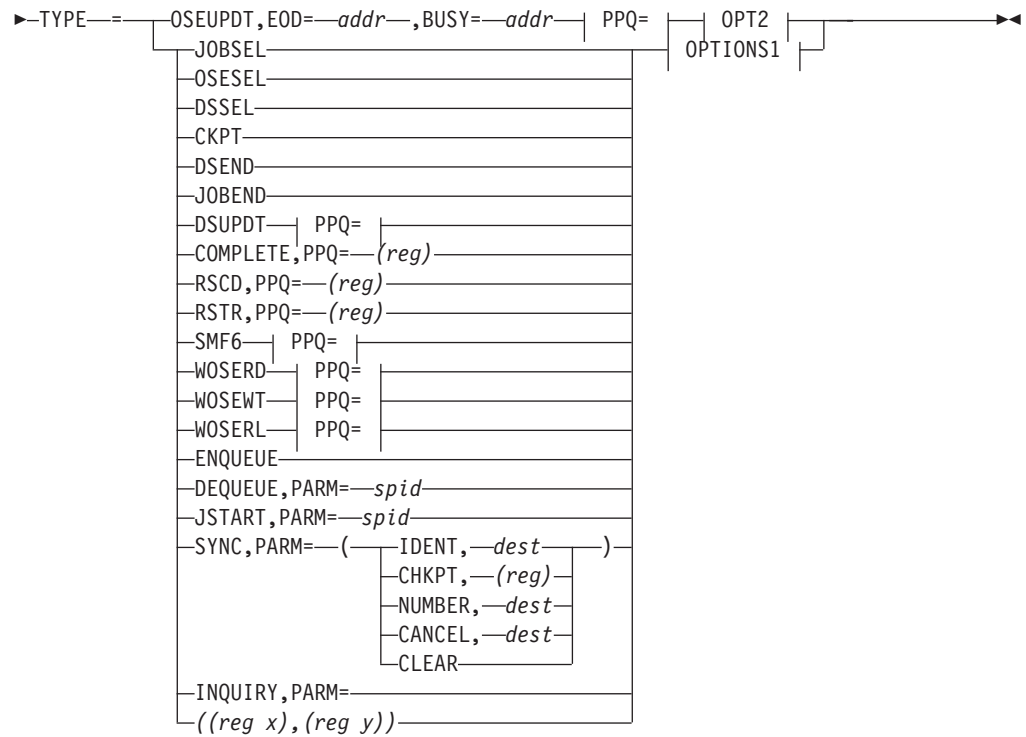 TYPE = OSEUPDT,EOD= addr ,BUSY= addr PPQ= OPT2
JOBSEL OPTIONS1
OSESEL
DSSEL
CKPT
DSEND
JOBEND
DSUPDT PPQ=
COMPLETE,PPQ= (reg)
RSCD,PPQ= (reg)
RSTR,PPQ= (reg)
SMF6 PPQ=
WOSERD PPQ=
WOSEWT PPQ=
WOSERL PPQ=
ENQUEUE
DEQUEUE,PARM= spid
JSTART,PARM= spid
SYNC,PARM= ( IDENT, dest )
CHKPT, (reg)
NUMBER, dest
CANCEL, dest
CLEAR
INQUIRY,PARM=
((reg x),(reg y))